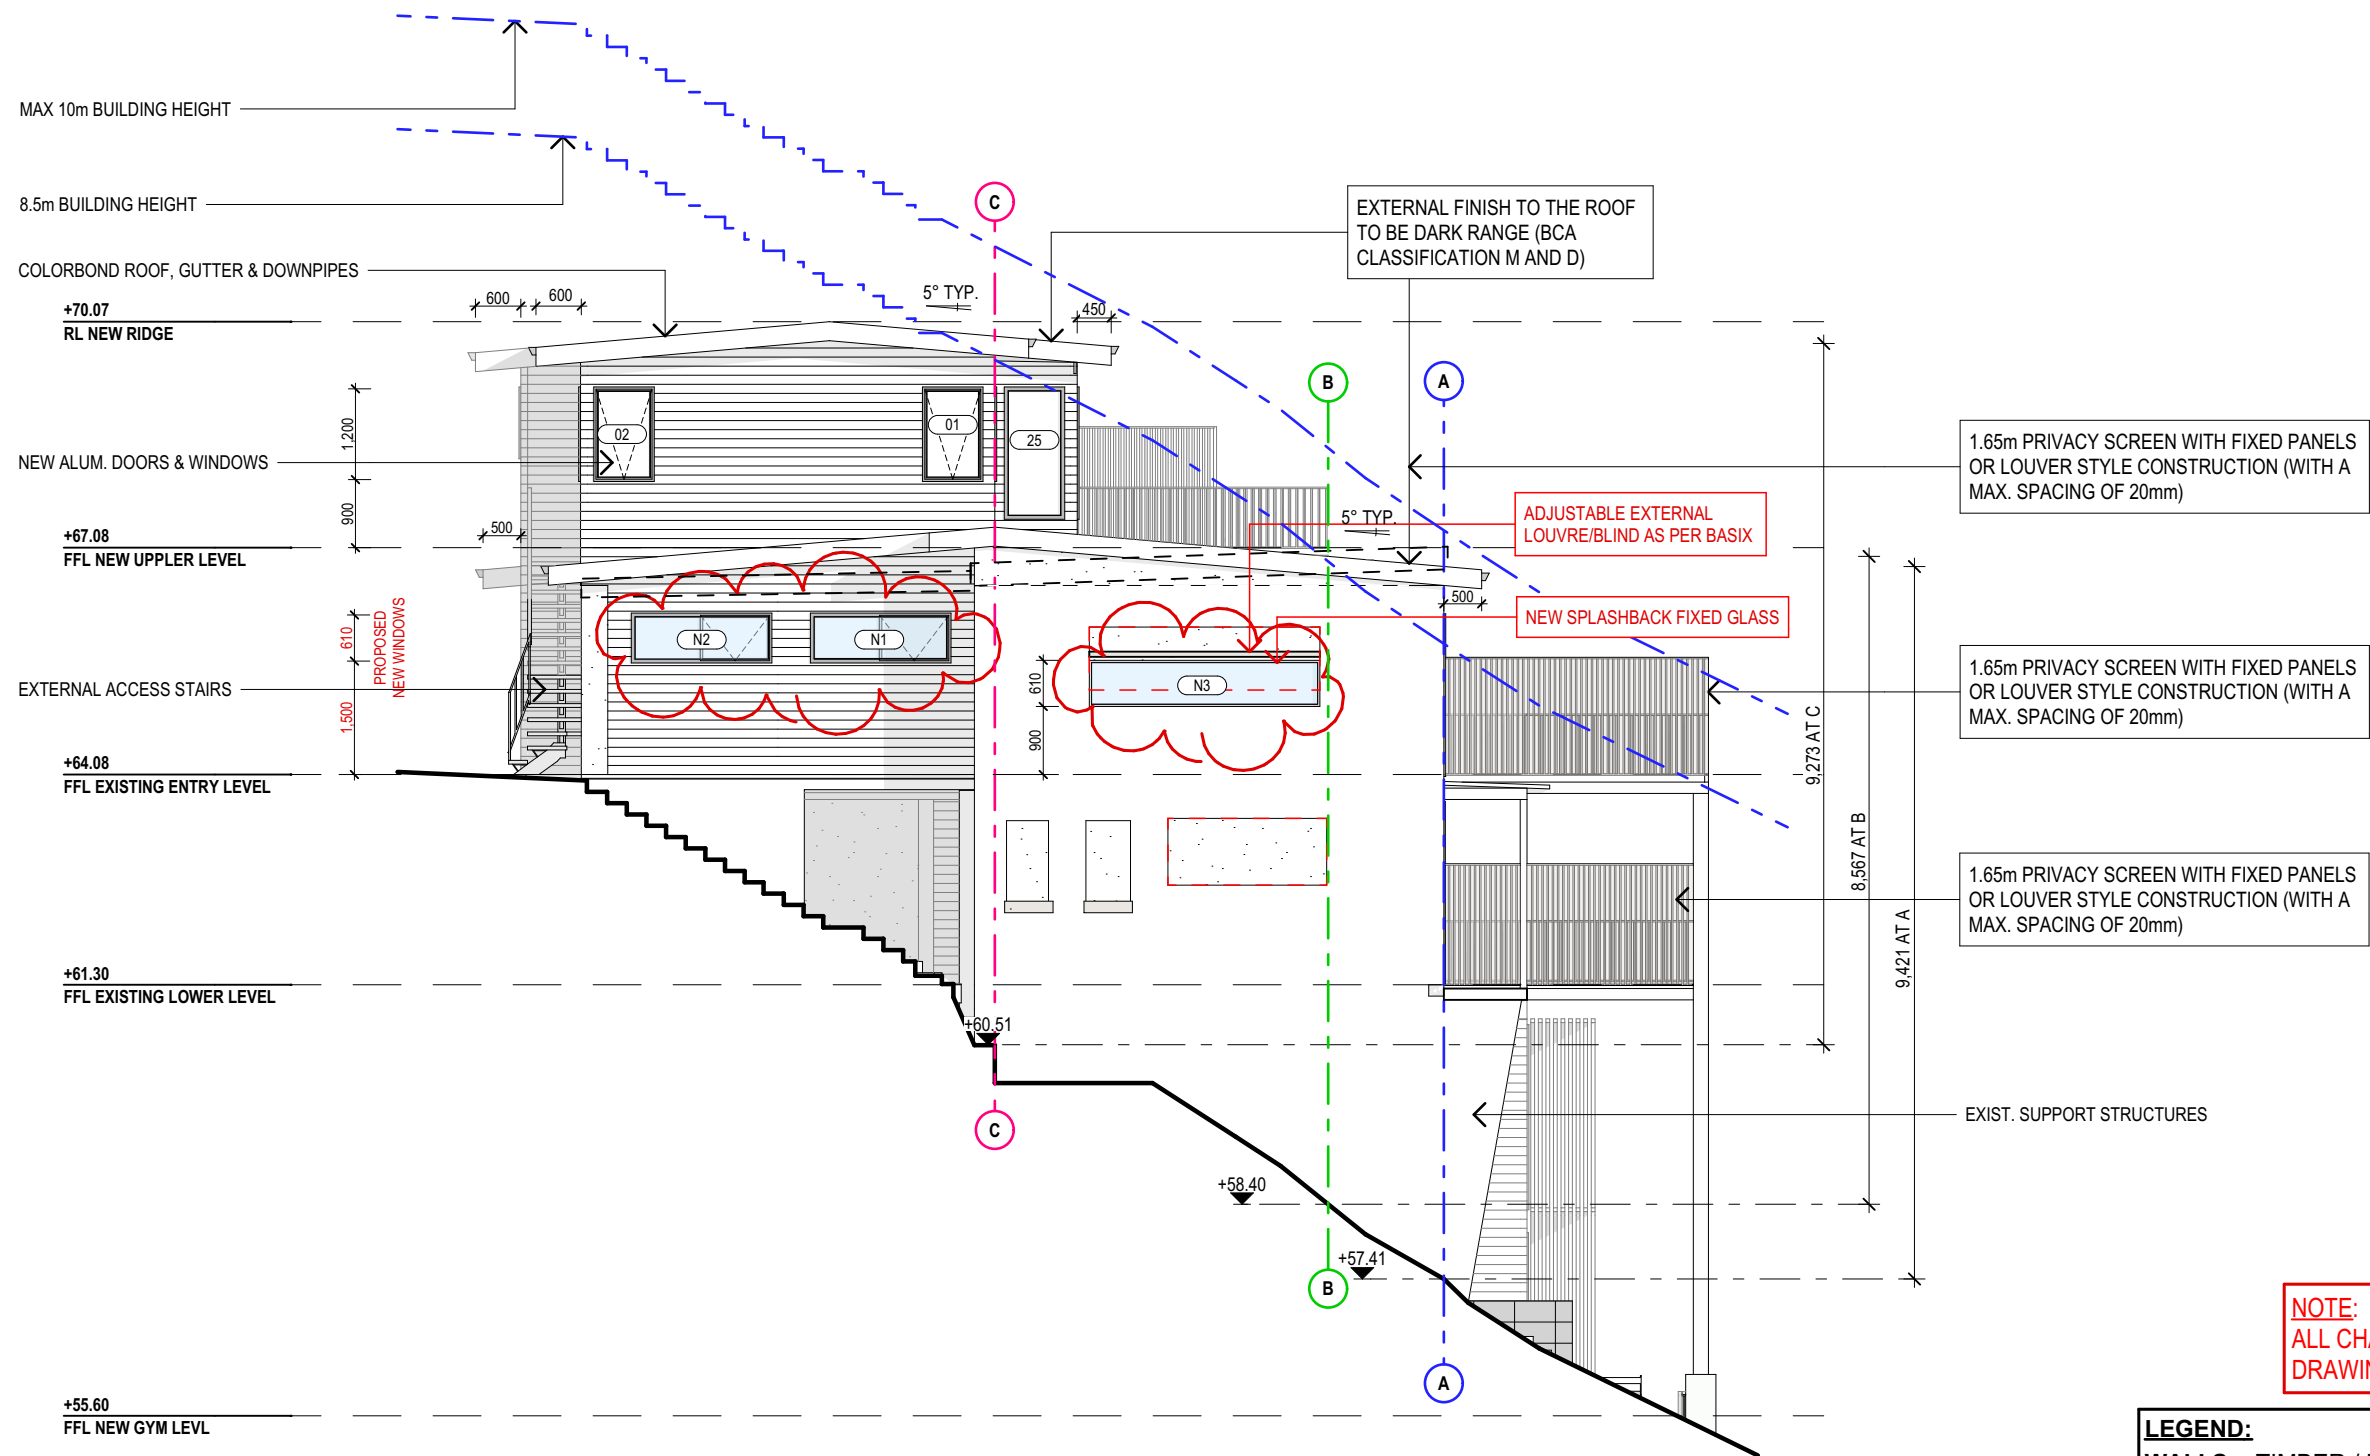 MAX 10m BUILDING HEIGHT
8.5m BUILDING HEIGHT
COLORBOND ROOF, GUTTER & DOWNPIPES
+70.07
RL NEW RIDGE
NEW ALUM. DOORS & WINDOWS
+67.08
FFL NEW UPPLER LEVEL
EXTERNAL ACCESS STAIRS
+64.08
FFL EXISTING ENTRY LEVEL
+61.30
FFL EXISTING LOWER LEVEL
+55.60
FFL NEW GYM LEVL
600
600
5° TYP.
450
1,200
900
500
610
1,500
PROPOSED
NEW WINDOWS
02
01
25
N2
N1
N3
610
900
C
B
A
EXTERNAL FINISH TO THE ROOF
TO BE DARK RANGE (BCA
CLASSIFICATION M AND D)
5° TYP.
500
ADJUSTABLE EXTERNAL
LOUVRE/BLIND AS PER BASIX
NEW SPLASHBACK FIXED GLASS
1.65m PRIVACY SCREEN WITH FIXED PANELS
OR LOUVER STYLE CONSTRUCTION (WITH A
MAX. SPACING OF 20mm)
1.65m PRIVACY SCREEN WITH FIXED PANELS
OR LOUVER STYLE CONSTRUCTION (WITH A
MAX. SPACING OF 20mm)
1.65m PRIVACY SCREEN WITH FIXED PANELS
OR LOUVER STYLE CONSTRUCTION (WITH A
MAX. SPACING OF 20mm)
9,273 AT C
8,567 AT B
9,421 AT A
+60.51
+58.40
+57.41
C
B
A
EXIST. SUPPORT STRUCTURES
NOTE:
ALL
LEGEND: